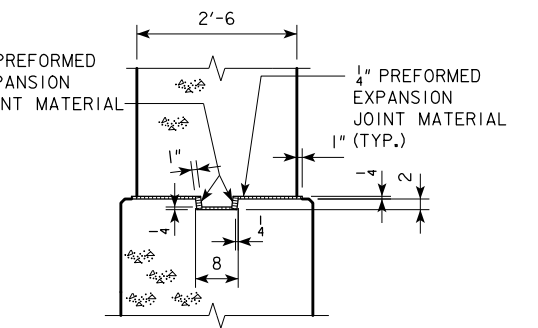 2'-6
PREFORMED
PANSION
NT MATERIAL
1/4" PREFORMED
EXPANSION
JOINT MATERIAL
(TYP.)
1"
1"
1/4
2
1/4
1/4
8